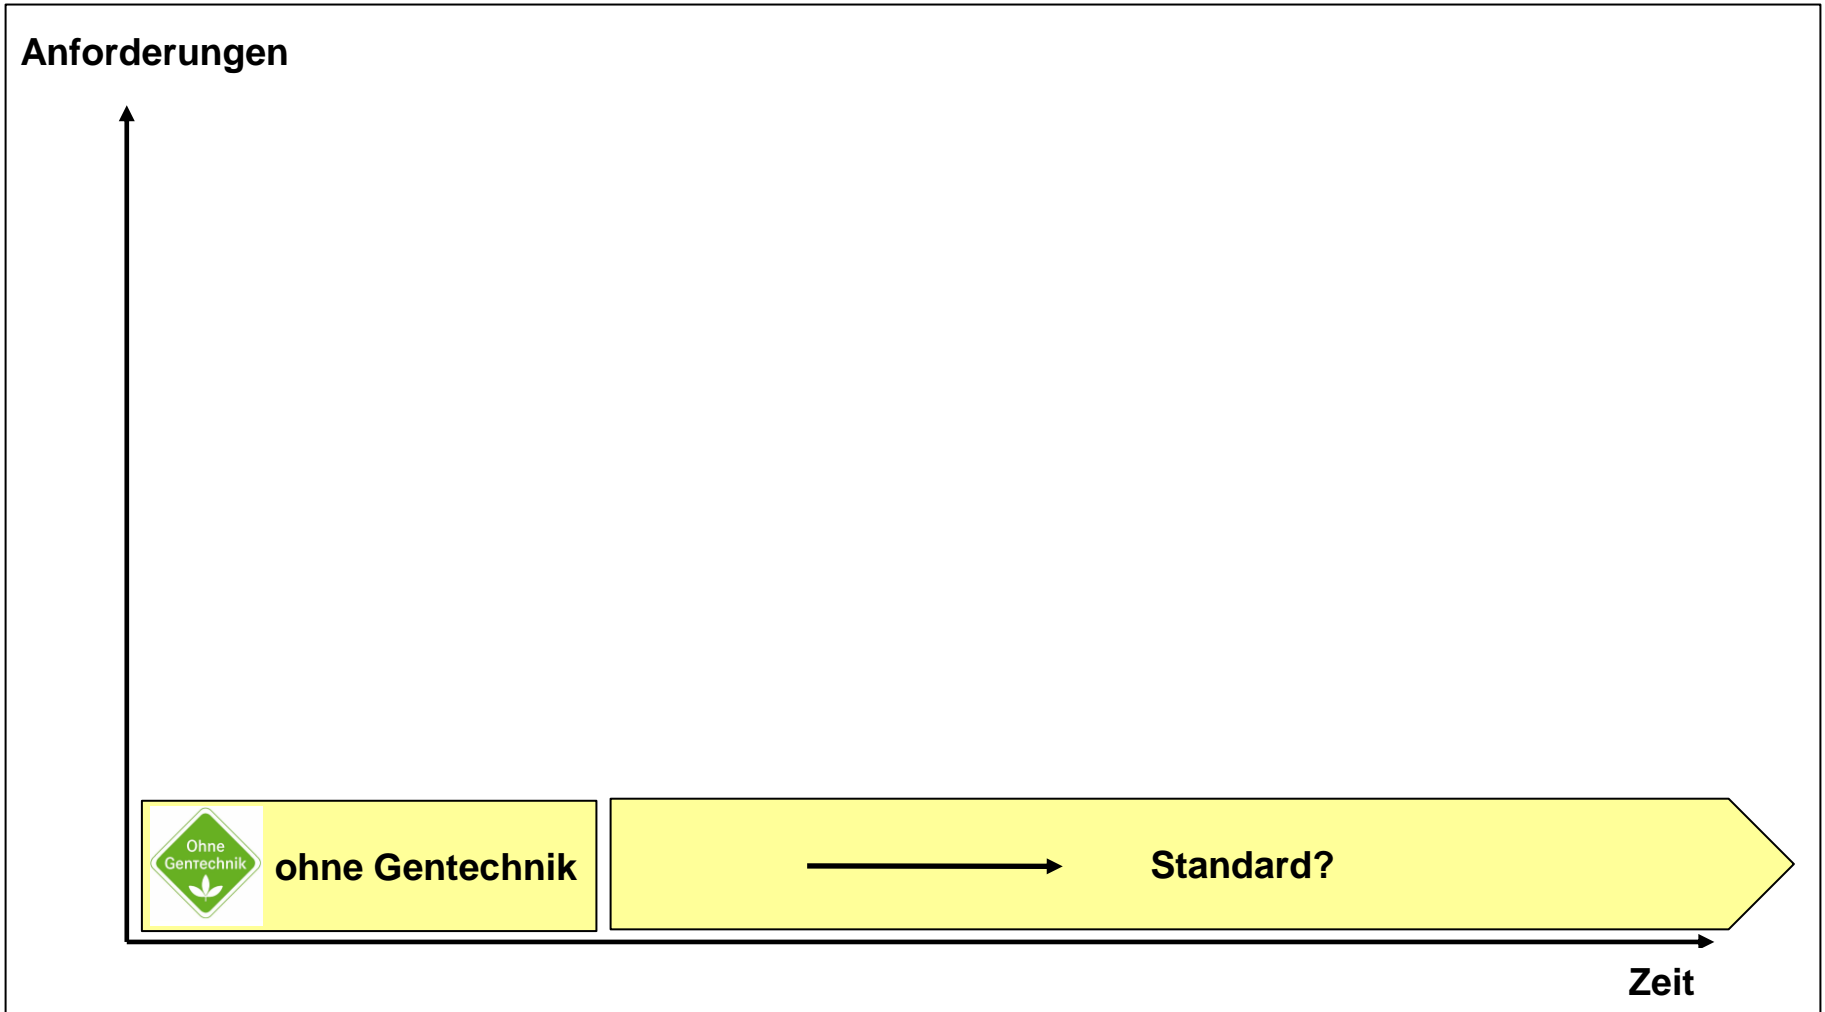 Anforderungen
Ohne
GenTechnik
ohne Gentechnik
Standard?
Zeit